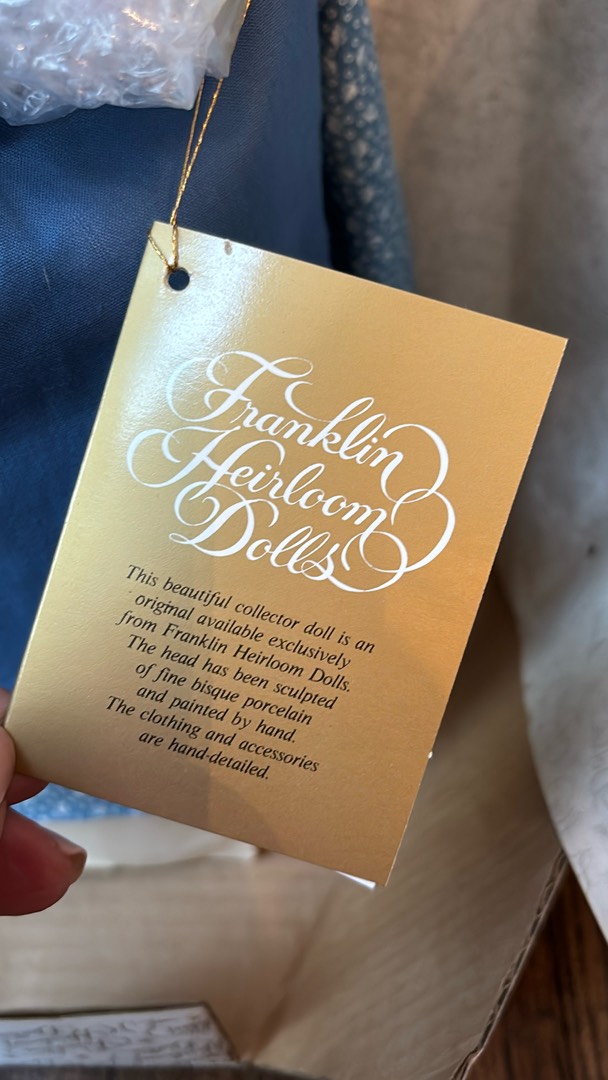 Franklin
Heirloom
Dolls
This beautiful collector doll is an
original available exclusively
from Franklin Heirloom Dolls.
The head has been sculpted
of fine bisque porcelain
and painted by hand.
The clothing and accessories
are hand-detailed.